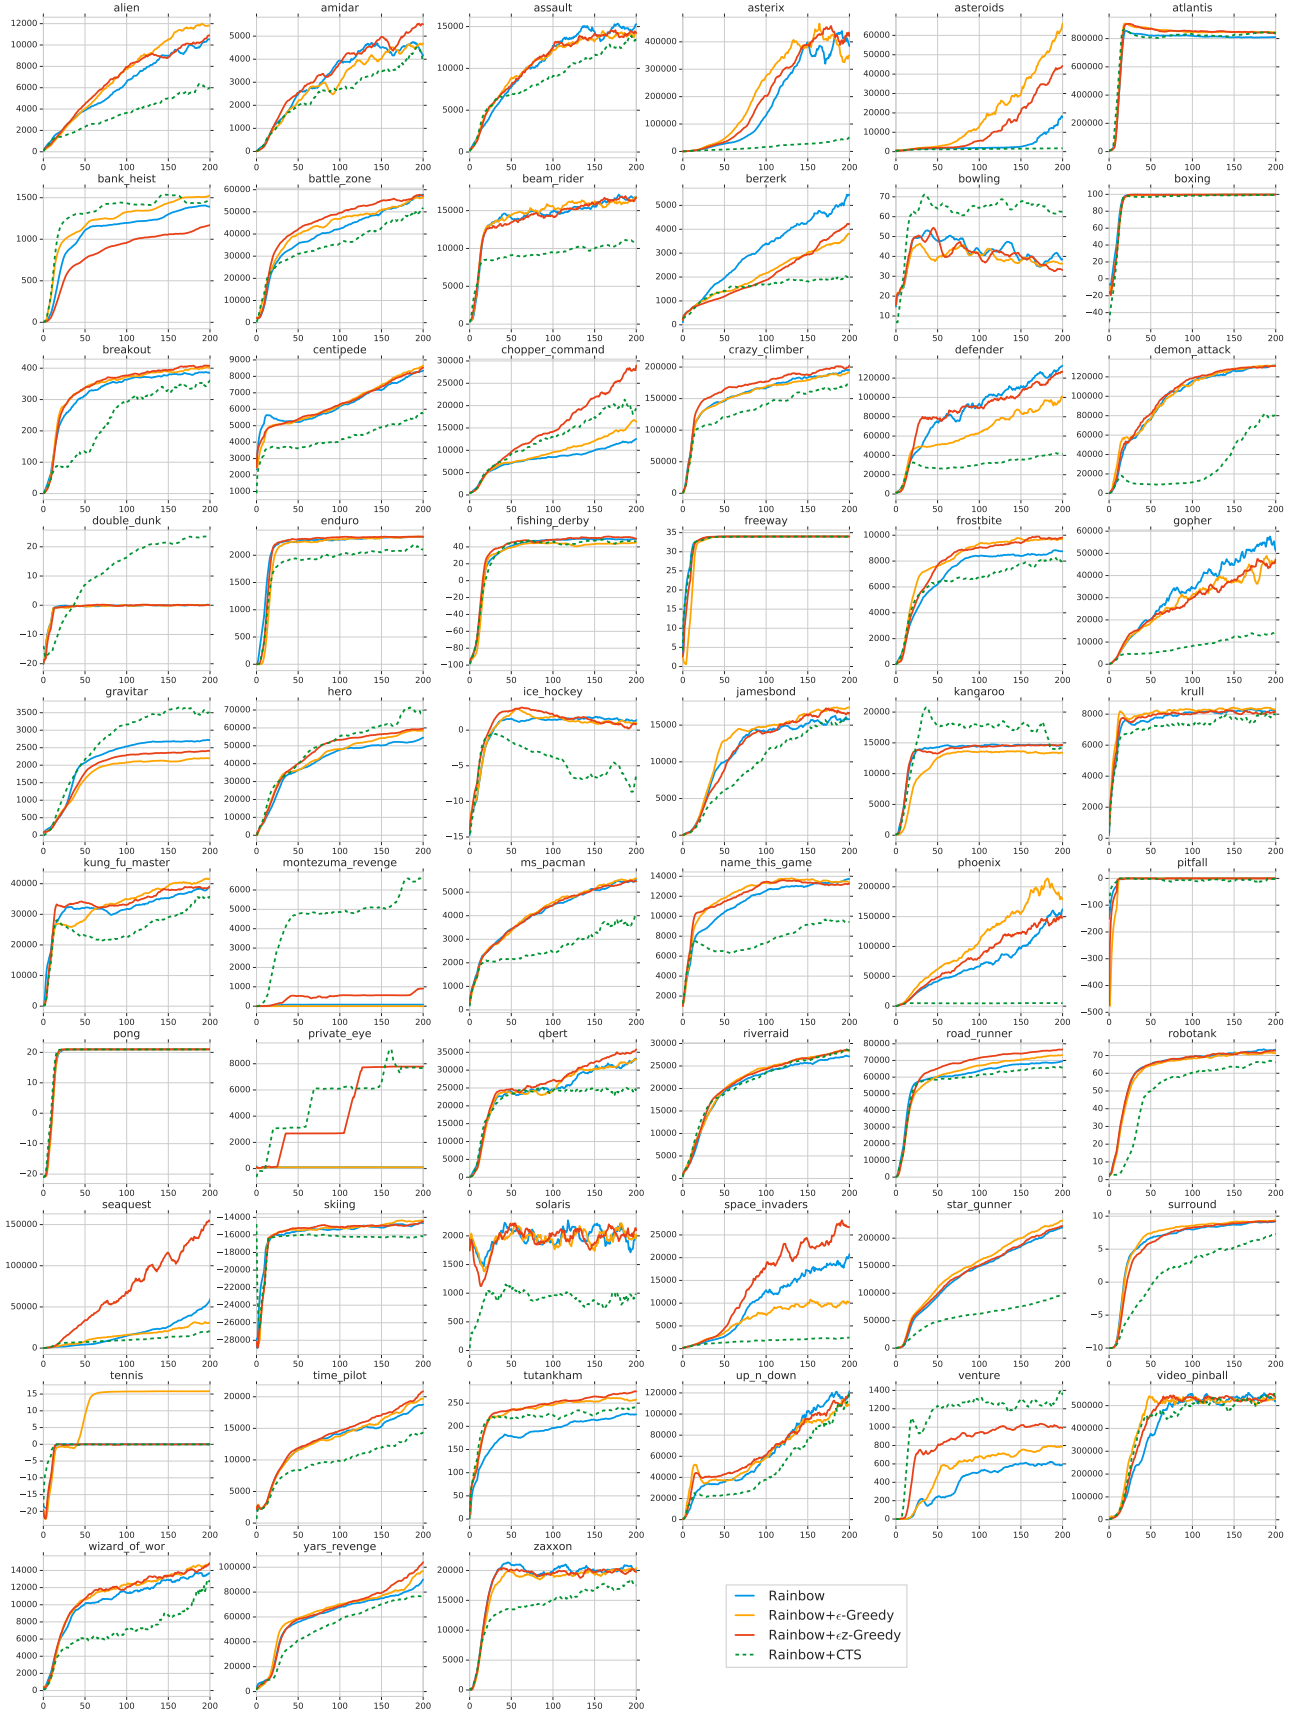 alien
amidar
assault
asterix
asteroids
atlantis
bank_heist
battle_zone
beam_rider
berzerk
bowling
boxing
breakout
centipede
chopper_command
crazy_climber
defender
demon_attack
double_dunk
enduro
fishing_derby
freeway
frostbite
gopher
gravitar
hero
ice_hockey
jamesbond
kangaroo
krull
kung_fu_master
montezuma_revenge
ms_pacman
name_this_game
phoenix
pitfall
pong
private_eye
qbert
riverraid
road_runner
robotank
seaquest
skiing
solaris
space_invaders
star_gunner
surround
tennis
time_pilot
tutankham
up_n_down
venture
video_pinball
wizard_of_wor
yars_revenge
zaxxon
Rainbow
Rainbow+ϵ-Greedy
Rainbow+ϵz-Greedy
Rainbow+CTS